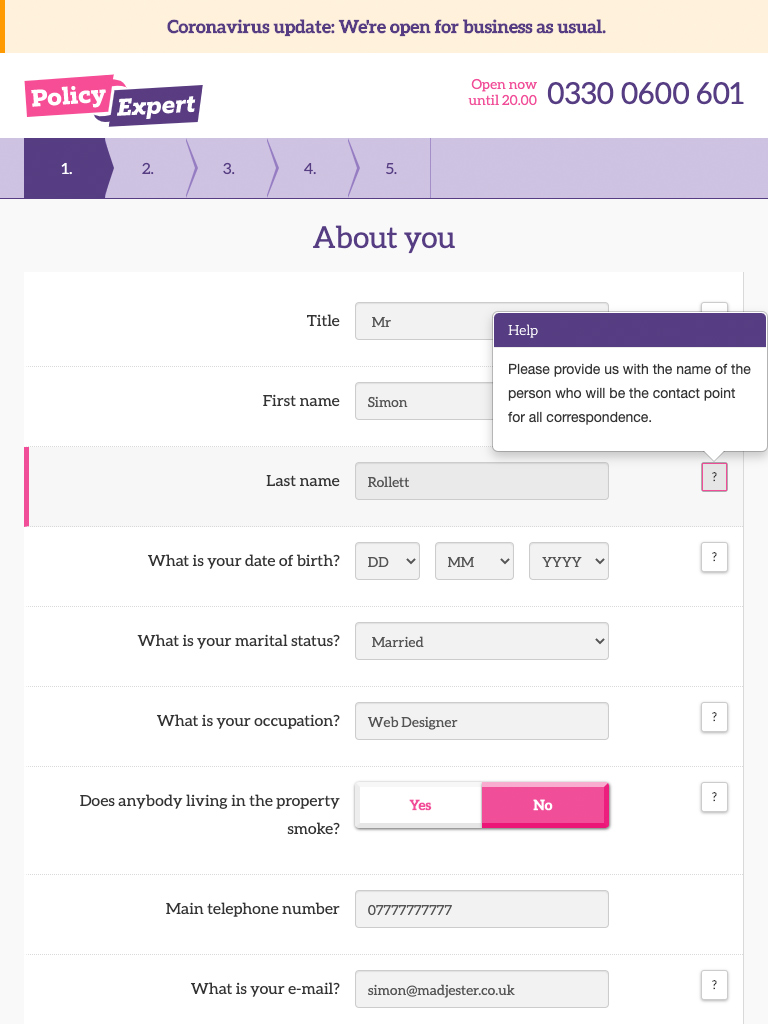 Coronavirus update: We're open for business as usual.
Policy Expert
Open now
until 20.00
0330 0600 601
1. 2. 3. 4. 5.
About you
Title
Mr
Help
Please provide us with the name of the
person who will be the contact point
for all correspondence.
First name
Simon
Last name
Rollett
?
What is your date of birth?
DD MM YYYY
?
What is your marital status?
Married
What is your occupation?
Web Designer
?
Does anybody living in the property
smoke?
Yes No
?
Main telephone number
07777777777
What is your e-mail?
simon@madjester.co.uk
?